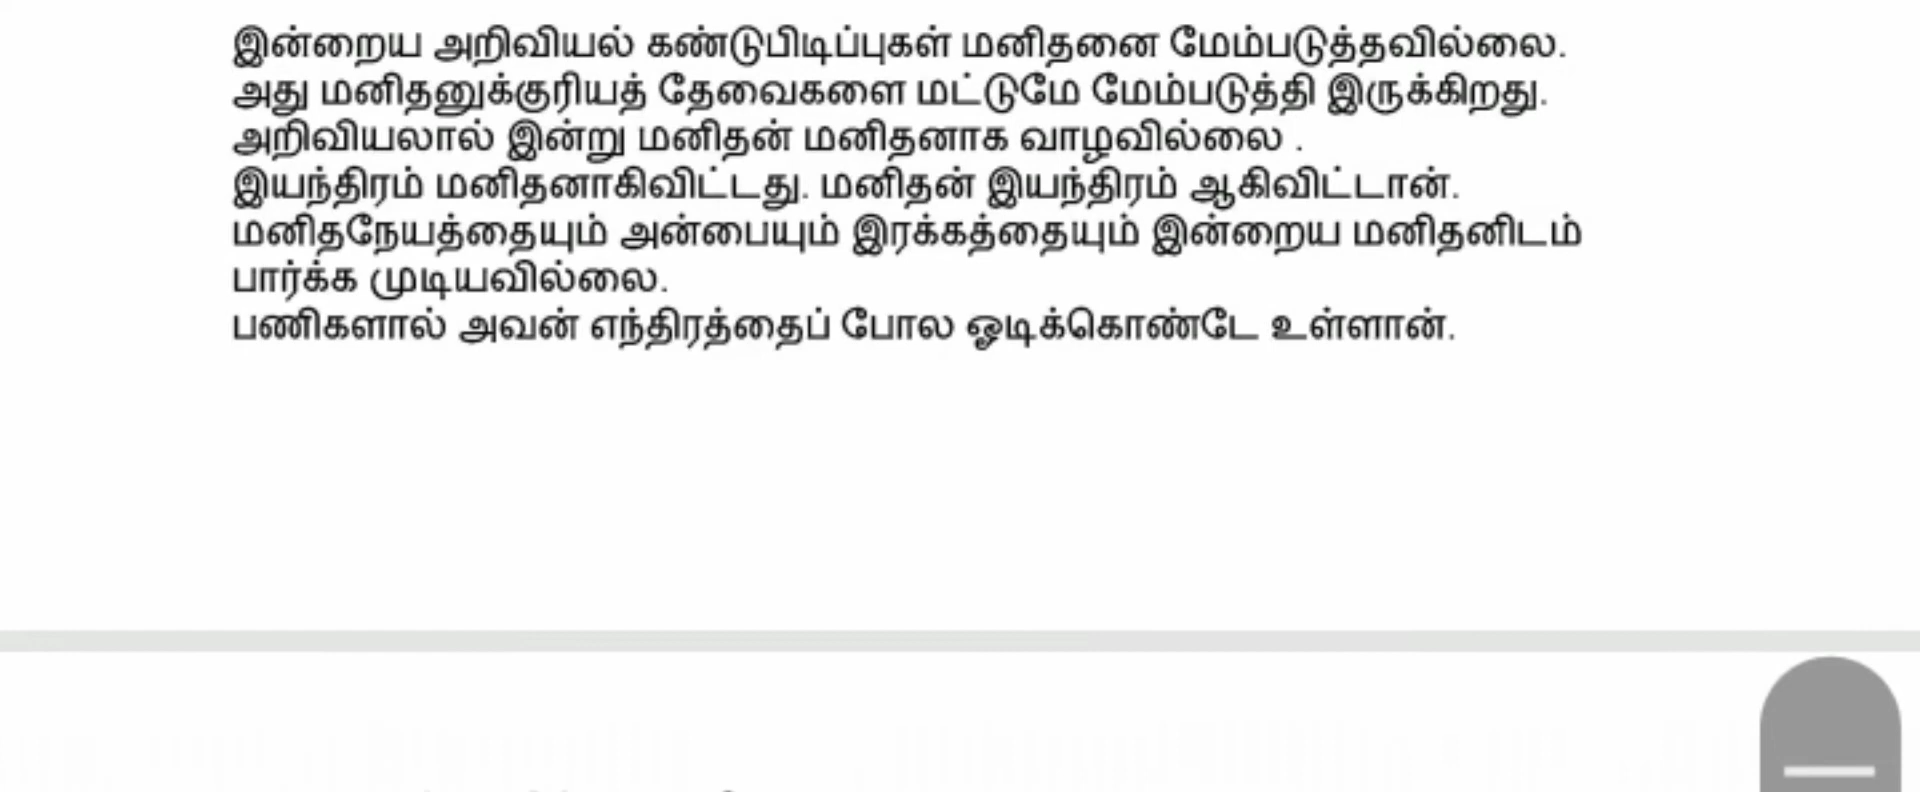 இன்றைய அறிவியல் கண்டுபிடிப்புகள் மனிதனை மேம்படுத்தவில்லை.
அது மனிதனுக்குரியத் தேவைகளை மட்டுமே மேம்படுத்தி இருக்கிறது.
அறிவியலால் இன்று மனிதன் மனிதனாக வாழவில்லை .
இயந்திரம் மனிதனாகிவிட்டது. மனிதன் இயந்திரம் ஆகிவிட்டான்.
மனிதநேயத்தையும் அன்பையும் இரக்கத்தையும் இன்றைய மனிதனிடம்
பார்க்க முடியவில்லை.
பணிகளால் அவன் எந்திரத்தைப் போல ஓடிக்கொண்டே உள்ளான்.